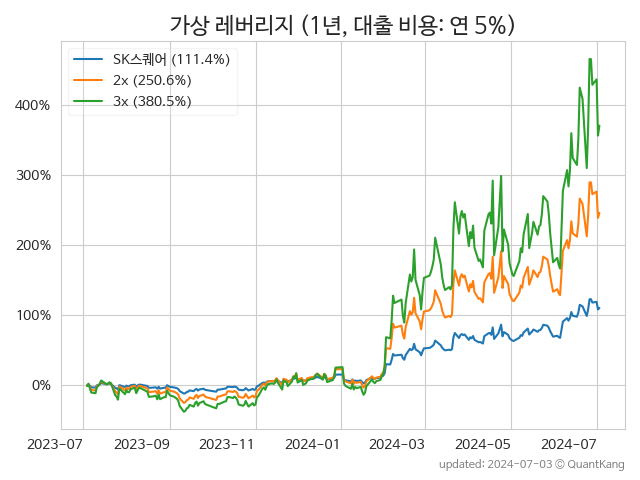 가상 레버리지 (1년, 대출 비용: 연 5%)
SK스퀘어 (111.4%)
2x (250.6%)
3x (380.5%)
400%
300%
200%
100%
0%
2023-07 2023-09 2023-11 2024-01 2024-03 2024-05 2024-07
updated: 2024-07-03 © QuantKang